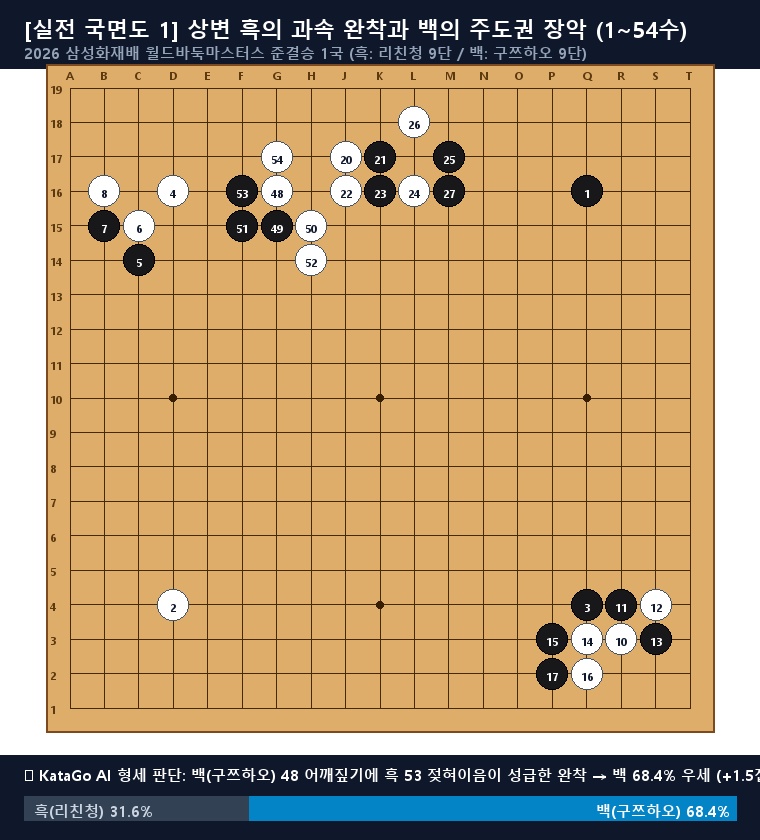 [실전 국면도 1] 상변 흑의 과속 완착과 백의 주도권 장악 (1~54수)
2026 삼성화재배 월드바둑마스터스 준결승 1국 (흑: 리친청 9단 / 백: 구쯔하오 9단)
A B C D E F G H J K L M N O P Q R S T
19
18 26
17 54 20 21 25
16 8 4 53 48 22 23 24 27 1
15 7 6 51 49 50
14 5 52
13
12
11
10
9
8
7
6
5
4 2 3 11 12
3 15 14 10 13
2 17 16
1
KataGo AI 형세 판단: 백(구쯔하오) 48 어깨짚기에 흑 53 젖혀이음이 성급한 완착 → 백 68.4% 우세 (+1.5집
흑(리친청) 31.6% 백(구쯔하오) 68.4%